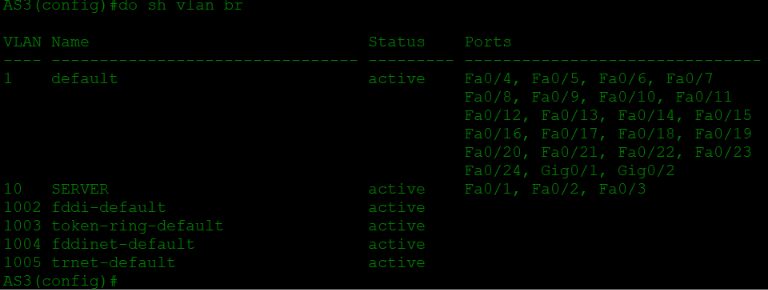 AS3(config)#do sh vlan br
VLAN Name                             Status    Ports
---- -------------------------------- --------- -------------------------------
1    default                          active    Fa0/4, Fa0/5, Fa0/6, Fa0/7
                                                Fa0/8, Fa0/9, Fa0/10, Fa0/11
                                                Fa0/12, Fa0/13, Fa0/14, Fa0/15
                                                Fa0/16, Fa0/17, Fa0/18, Fa0/19
                                                Fa0/20, Fa0/21, Fa0/22, Fa0/23
                                                Fa0/24, Gig0/1, Gig0/2
10   SERVER                           active    Fa0/1, Fa0/2, Fa0/3
1002 fddi-default                     active
1003 token-ring-default               active
1004 fddinet-default                  active
1005 trnet-default                    active
AS3(config)#